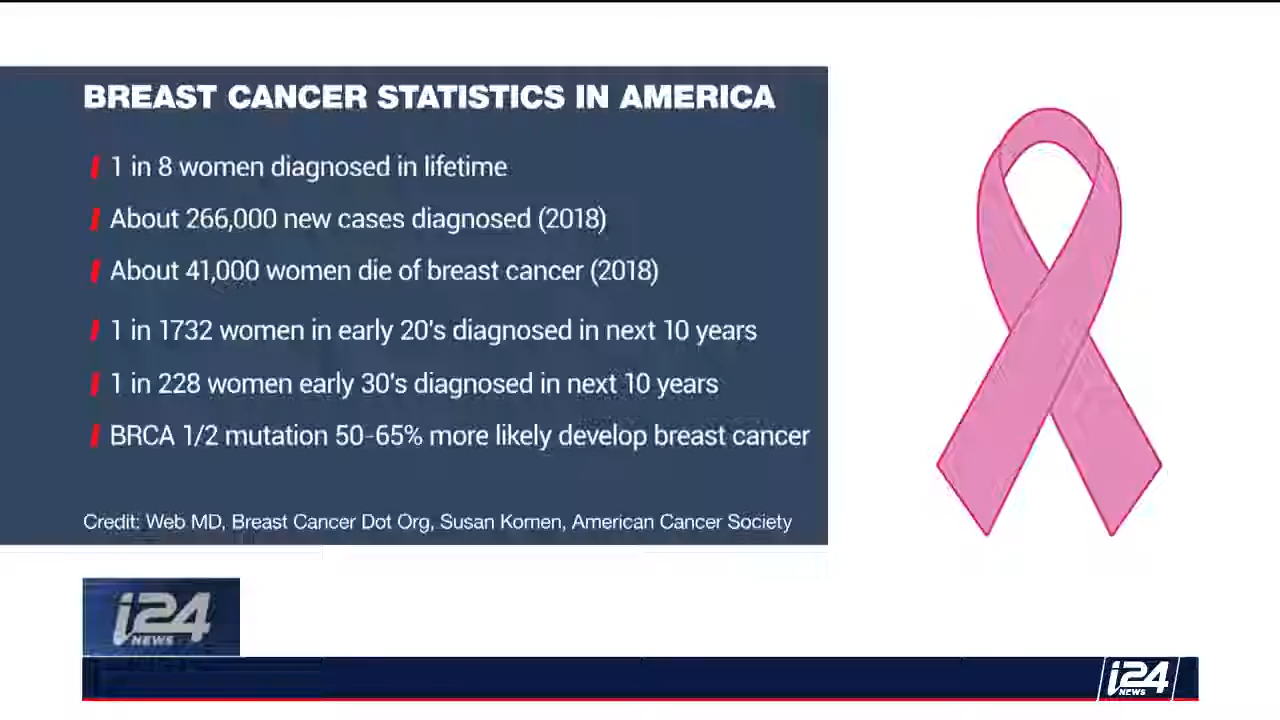 BREAST CANCER STATISTICS IN AMERICA
1 in 8 women diagnosed in lifetime
About 266,000 new cases diagnosed (2018)
About 41,000 women die of breast cancer (2018)
1 in 1732 women in early 20's diagnosed in next 10 years
1 in 228 women early 30's diagnosed in next 10 years
BRCA 1/2 mutation 50-65% more likely develop breast cancer
Credit: Web MD, Breast Cancer Dot Org, Susan Komen, American Cancer Society
i24
NEWS
i24
NEWS